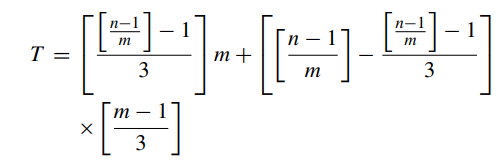 T = [ [ [ n−1 / m ] − 1 ] / 3 ] m + [ [ n − 1 / m ] − [ [ n−1 / m ] − 1 ] / 3 ]
× [ m − 1 / 3 ]